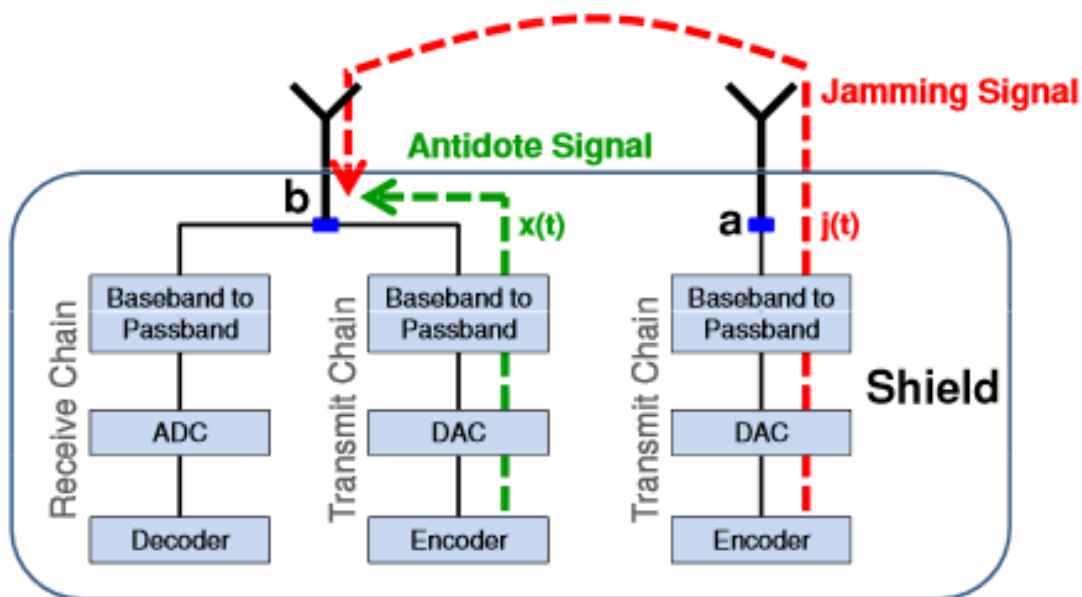 Jamming Signal
Antidote Signal
b
x(t)
a
j(t)
Receive Chain
Baseband to
Passband
ADC
Decoder
Transmit Chain
Baseband to
Passband
DAC
Encoder
Transmit Chain
Baseband to
Passband
DAC
Encoder
Shield